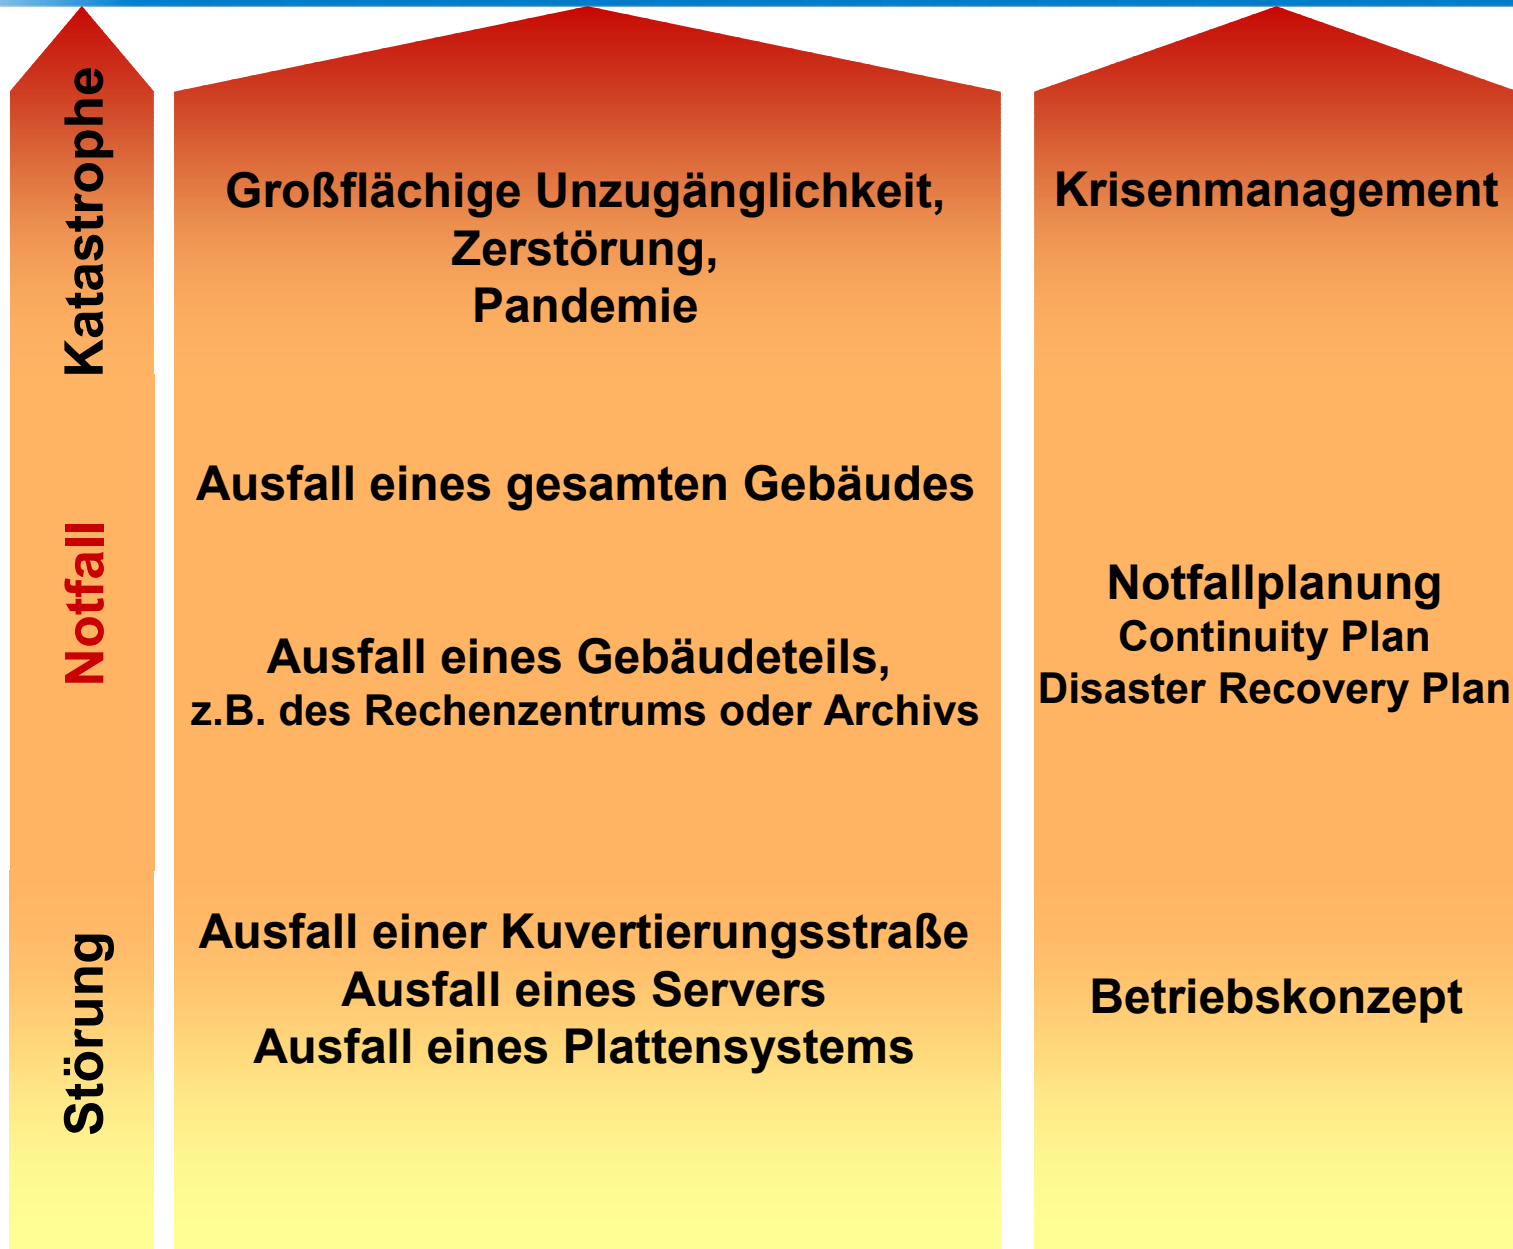 Katastrophe
Großflächige Unzugänglichkeit,
Zerstörung,
Pandemie
Krisenmanagement
Notfall
Ausfall eines gesamten Gebäudes
Ausfall eines Gebäudeteils,
z.B. des Rechenzentrums oder Archivs
Notfallplanung
Continuity Plan
Disaster Recovery Plan
Störung
Ausfall einer Kuvertierungsstraße
Ausfall eines Servers
Ausfall eines Plattensystems
Betriebskonzept